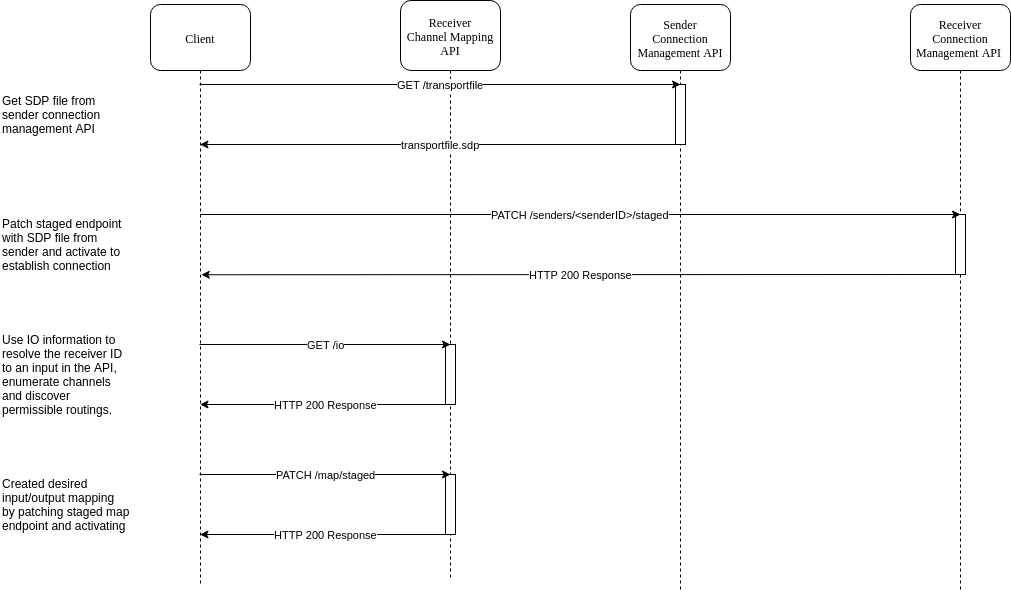 Client
Receiver
Channel Mapping
API
Sender
Connection
Management API
Receiver
Connection
Management API
GET /transportfile
Get SDP file from
sender connection
management API
transportfile.sdp
PATCH /senders/<senderID>/staged
Patch staged endpoint
with SDP file from
sender and activate to
establish connection
HTTP 200 Response
Use IO information to
resolve the receiver ID
to an input in the API,
enumerate channels
and discover
permissible routings.
GET /io
HTTP 200 Response
PATCH /map/staged
Created desired
input/output mapping
by patching staged map
endpoint and activating
HTTP 200 Response